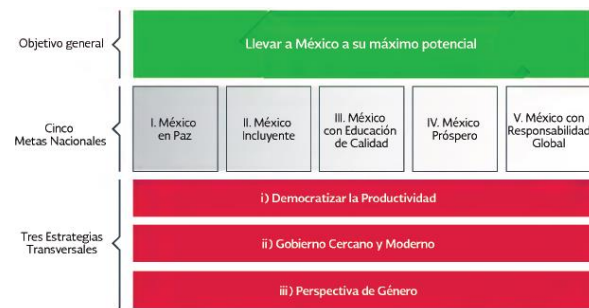 Objetivo general
Llevar a México a su máximo potencial
Cinco
Metas Nacionales
I. México
en Paz
II. México
Incluyente
III. México
con Educación
de Calidad
IV. México
Próspero
V. México con
Responsabilidad
Global
Tres Estrategias
Transversales
i) Democratizar la Productividad
ii) Gobierno Cercano y Moderno
iii) Perspectiva de Género